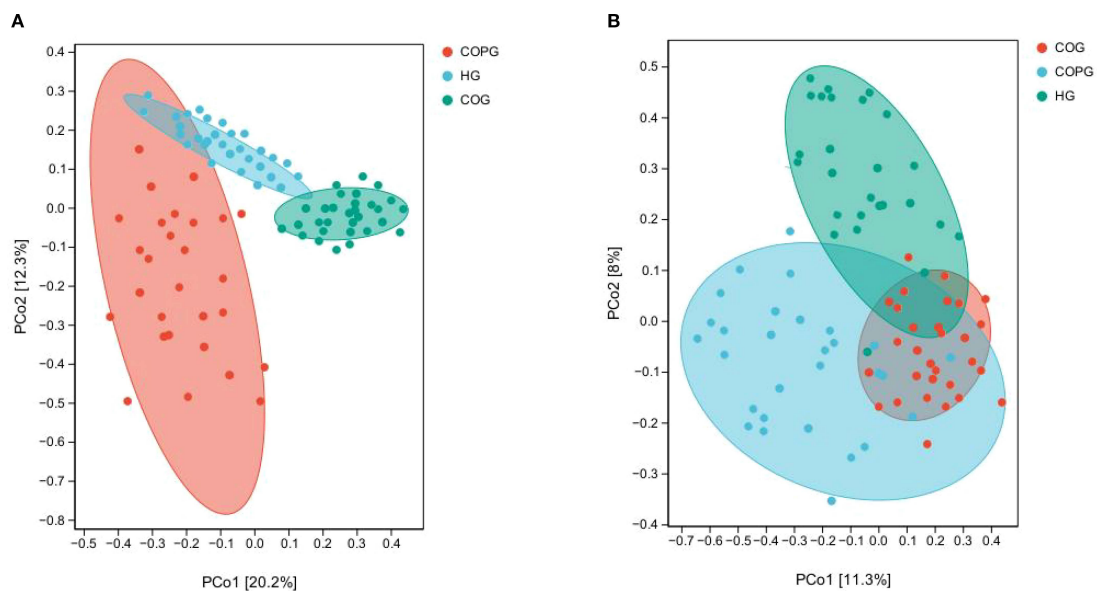 A
0.4
0.3
0.2
0.1
0.0
−0.1
−0.2
−0.3
−0.4
−0.5
−0.6
−0.7
−0.8
PCo2 [12.3%]
−0.5 −0.4 −0.3 −0.2 −0.1 0.0 0.1 0.2 0.3 0.4
PCo1 [20.2%]
COPG
HG
COG
B
0.5
0.4
0.3
0.2
0.1
0.0
−0.1
−0.2
−0.3
−0.4
PCo2 [8%]
−0.7 −0.6 −0.5 −0.4 −0.3 −0.2 −0.1 0.0 0.1 0.2 0.3 0.4
PCo1 [11.3%]
COG
COPG
HG